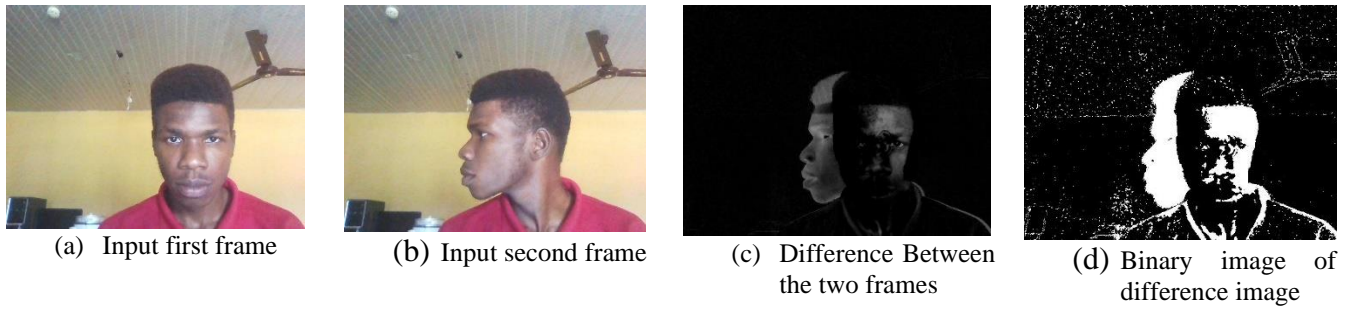 (a) Input first frame
(b) Input second frame
(c) Difference Between
the two frames
(d) Binary image of
difference image